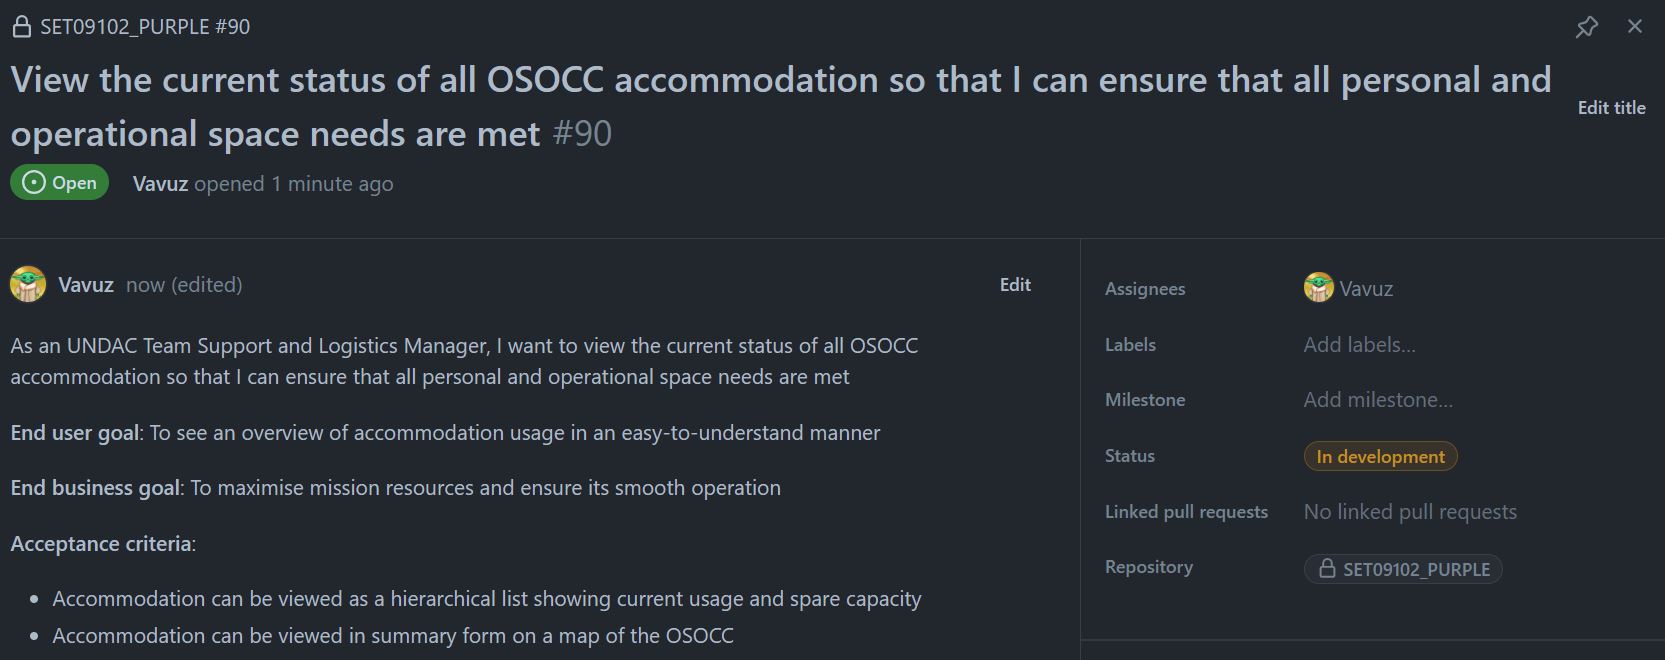 SET09102_PURPLE #90
View the current status of all OSOCC accommodation so that I can ensure that all personal and
operational space needs are met #90
Edit title
Open
Vavuz opened 1 minute ago
Vavuz now (edited)
Edit
As an UNDAC Team Support and Logistics Manager, I want to view the current status of all OSOCC
accommodation so that I can ensure that all personal and operational space needs are met
End user goal: To see an overview of accommodation usage in an easy-to-understand manner
End business goal: To maximise mission resources and ensure its smooth operation
Acceptance criteria:
• Accommodation can be viewed as a hierarchical list showing current usage and spare capacity
• Accommodation can be viewed in summary form on a map of the OSOCC
Assignees Vavuz
Labels Add labels...
Milestone Add milestone...
Status In development
Linked pull requests No linked pull requests
Repository SET09102_PURPLE